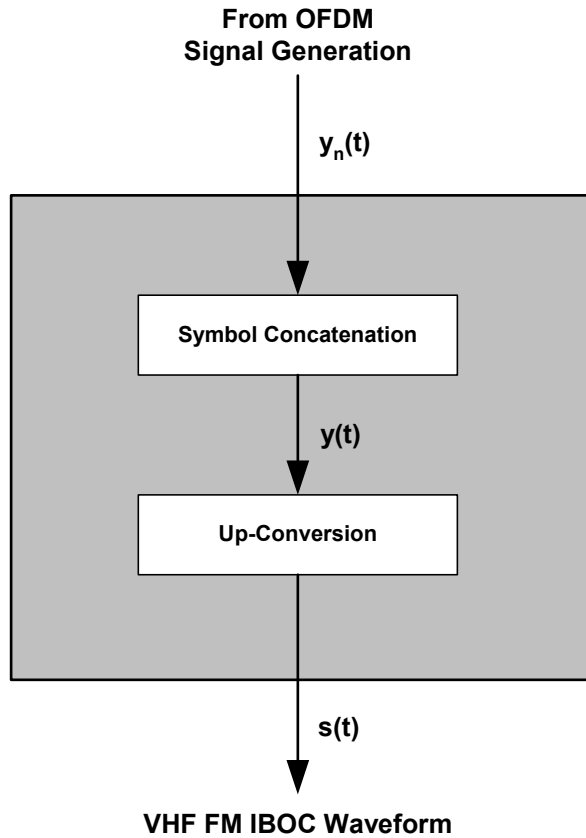 From OFDM
Signal Generation
yn(t)
Symbol Concatenation
y(t)
Up-Conversion
s(t)
VHF FM IBOC Waveform